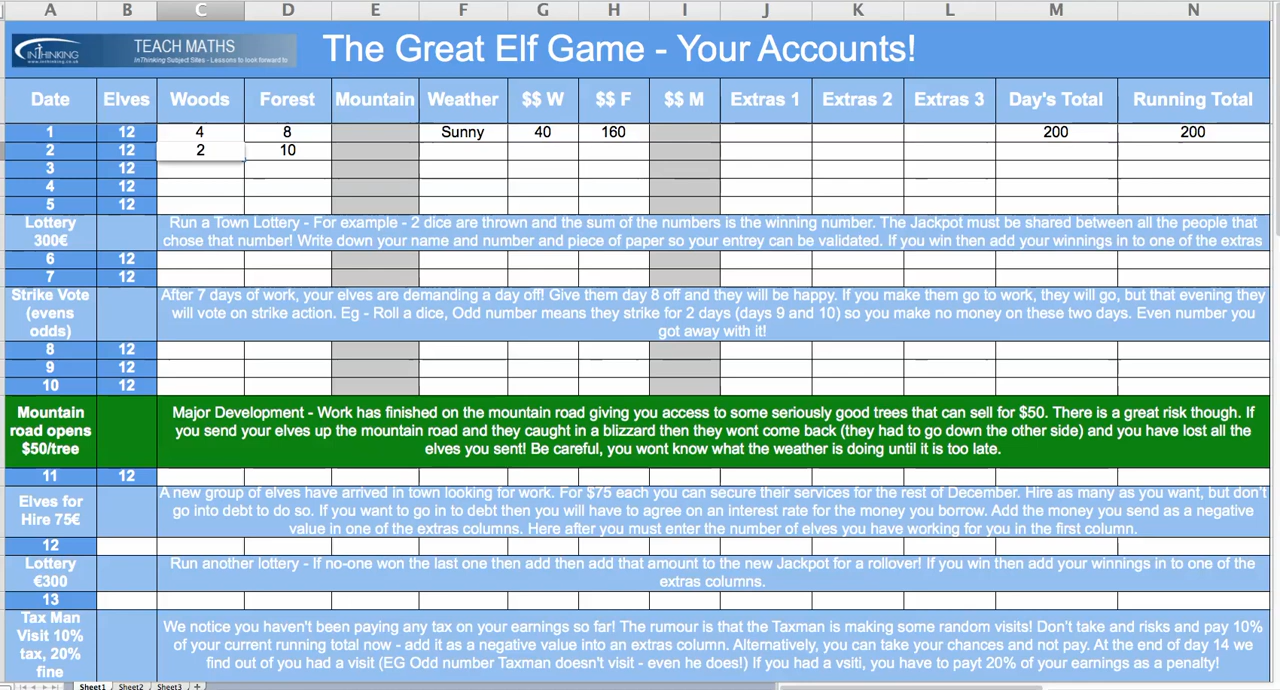 A B C D E F G H I J K L M N
INTHINKING
www.inthinking.co.uk
TEACH MATHS
InThinking Subject Sites - Lessons to look forward to
The Great Elf Game - Your Accounts!
Date Elves Woods Forest Mountain Weather $$ W $$ F $$ M Extras 1 Extras 2 Extras 3 Day's Total Running Total
1 12 4 8 Sunny 40 160 200 200
2 12 2 10
3 12
4 12
5 12
Lottery
300€
Run a Town Lottery - For example - 2 dice are thrown and the sum of the numbers is the winning number. The Jackpot must be shared between all the people that
chose that number! Write down your name and number and piece of paper so your entrey can be validated. If you win then add your winnings in to one of the extras
6 12
7 12
Strike Vote
(evens
odds)
After 7 days of work, your elves are demanding a day off! Give them day 8 off and they will be happy. If you make them go to work, they will go, but that evening they
will vote on strike action. Eg - Roll a dice, Odd number means they strike for 2 days (days 9 and 10) so you make no money on these two days. Even number you
got away with it!
8 12
9 12
10 12
Mountain
road opens
$50/tree
Major Development - Work has finished on the mountain road giving you access to some seriously good trees that can sell for $50. There is a great risk though. If
you send your elves up the mountain road and they caught in a blizzard then they wont come back (they had to go down the other side) and you have lost all the
elves you sent! Be careful, you wont know what the weather is doing until it is too late.
11 12
Elves for
Hire 75€
A new group of elves have arrived in town looking for work. For $75 each you can secure their services for the rest of December. Hire as many as you want, but don't
go into debt to do so. If you want to go in to debt then you will have to agree on an interest rate for the money you borrow. Add the money you send as a negative
value in one of the extras columns. Here after you must enter the number of elves you have working for you in the first column.
12
Lottery
€300
Run another lottery - If no-one won the last one then add then add that amount to the new Jackpot for a rollover! If you win then add your winnings in to one of the
extras columns.
13
Tax Man
Visit 10%
tax, 20%
fine
We notice you haven't been paying any tax on your earnings so far! The rumour is that the Taxman is making some random visits! Don't take and risks and pay 10%
of your current running total now - add it as a negative value into an extras column. Alternatively, you can take your chances and not pay. At the end of day 14 we
find out of you had a visit (EG Odd number Taxman doesn't visit - even he does!) If you had a vsiti, you have to payt 20% of your earnings as a penalty!
Sheet1 Sheet2 Sheet3 +